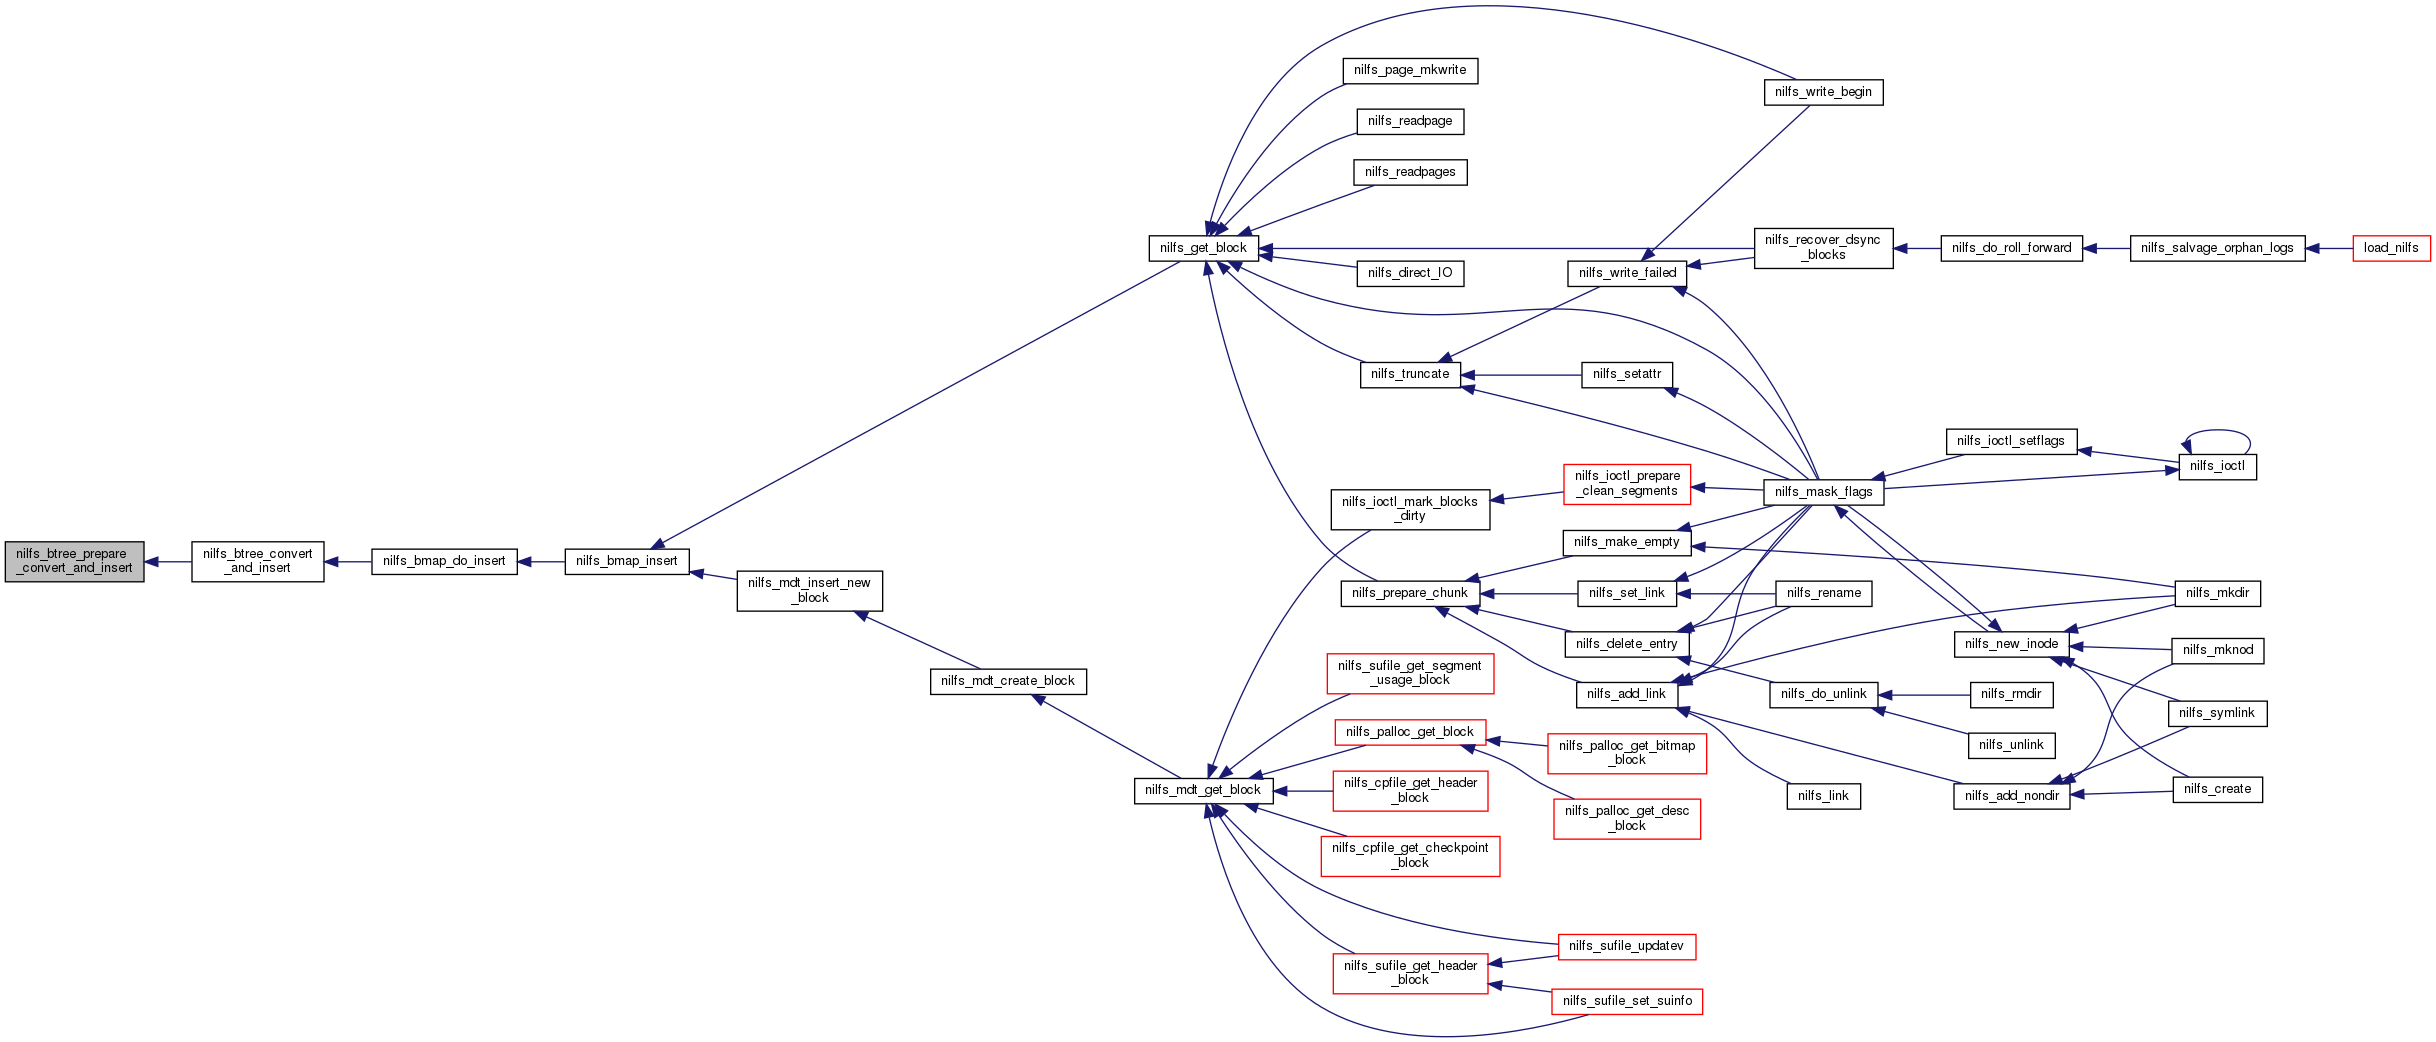 nilfs_btree_prepare
_convert_and_insert
nilfs_btree_convert
_and_insert
nilfs_bmap_do_insert
nilfs_bmap_insert
nilfs_mdt_insert_new
_block
nilfs_mdt_create_block
nilfs_get_block
nilfs_mdt_get_block
nilfs_page_mkwrite
nilfs_readpage
nilfs_readpages
nilfs_direct_IO
nilfs_truncate
nilfs_ioctl_mark_blocks
_dirty
nilfs_prepare_chunk
nilfs_sufile_get_segment
_usage_block
nilfs_palloc_get_block
nilfs_cpfile_get_header
_block
nilfs_cpfile_get_checkpoint
_block
nilfs_sufile_get_header
_block
nilfs_write_failed
nilfs_setattr
nilfs_ioctl_prepare
_clean_segments
nilfs_make_empty
nilfs_set_link
nilfs_delete_entry
nilfs_add_link
nilfs_palloc_get_bitmap
_block
nilfs_palloc_get_desc
_block
nilfs_sufile_updatev
nilfs_sufile_set_suinfo
nilfs_write_begin
nilfs_recover_dsync
_blocks
nilfs_mask_flags
nilfs_rename
nilfs_do_unlink
nilfs_link
nilfs_do_roll_forward
nilfs_ioctl_setflags
nilfs_new_inode
nilfs_rmdir
nilfs_unlink
nilfs_add_nondir
nilfs_salvage_orphan_logs
nilfs_ioctl
nilfs_mkdir
nilfs_mknod
nilfs_symlink
nilfs_create
load_nilfs